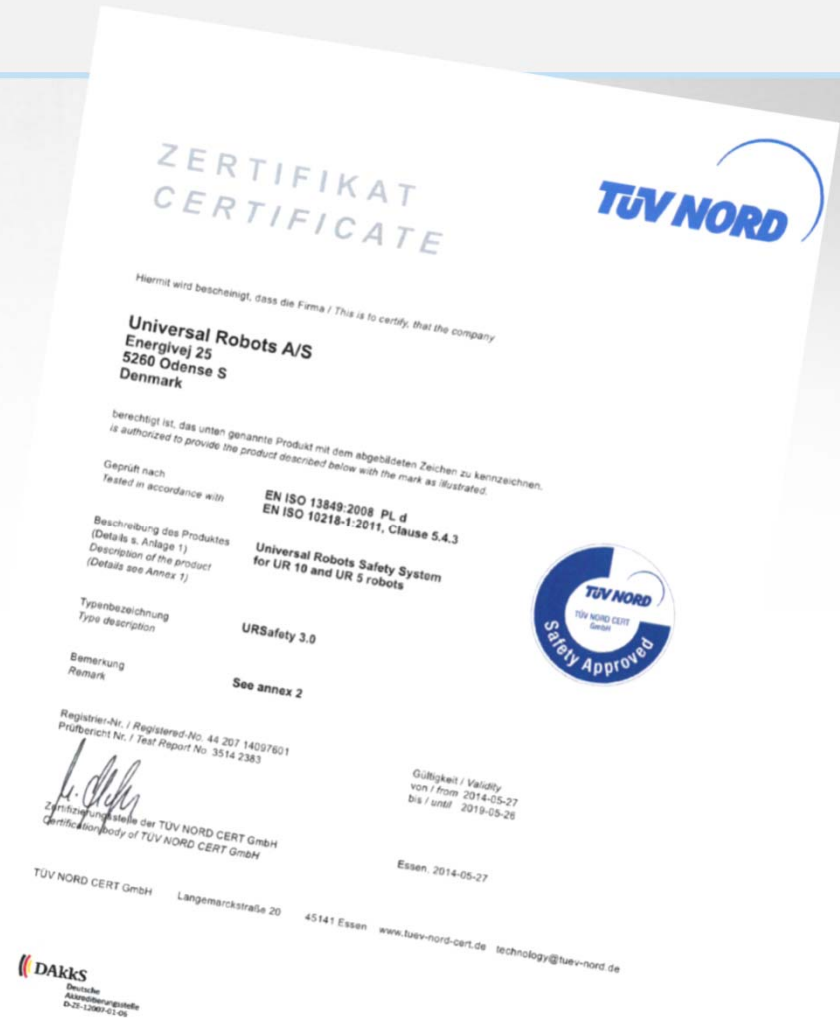 ZERTIFIKAT
CERTIFICATE
TÜV NORD
Hiermit wird bescheinigt, dass die Firma / This is to certify, that the company
Universal Robots A/S
Energivej 25
5260 Odense S
Denmark
berechtigt ist, das unten genannte Produkt mit dem abgebildeten Zeichen zu kennzeichnen.
is authorized to provide the product described below with the mark as illustrated.
Geprüft nach
Tested in accordance with
EN ISO 13849:2008 PL d
EN ISO 10218-1:2011, Clause 5.4.3
Beschreibung des Produktes
(Details s. Anlage 1)
Description of the product
(Details see Annex 1)
Universal Robots Safety System
for UR 10 and UR 5 robots
TÜV NORD
TÜV NORD CERT
GmbH
Safety Approved
Typenbezeichnung
Type description
URSafety 3.0
Bemerkung
Remark
See annex 2
Registrier-Nr. / Registered-No. 44 207 14097601
Prüfbericht Nr. / Test Report No. 3514 2383
Gültigkeit / Validity
von / from 2014-05-27
bis / until 2019-05-26
Zertifizierungsstelle der TÜV NORD CERT GmbH
Certification body of TÜV NORD CERT GmbH
Essen, 2014-05-27
TÜV NORD CERT GmbH Langemarckstraße 20 45141 Essen www.tuev-nord-cert.de technology@tuev-nord.de
DAkkS
Deutsche
Akkreditierungsstelle
D-ZE-12007-01-06